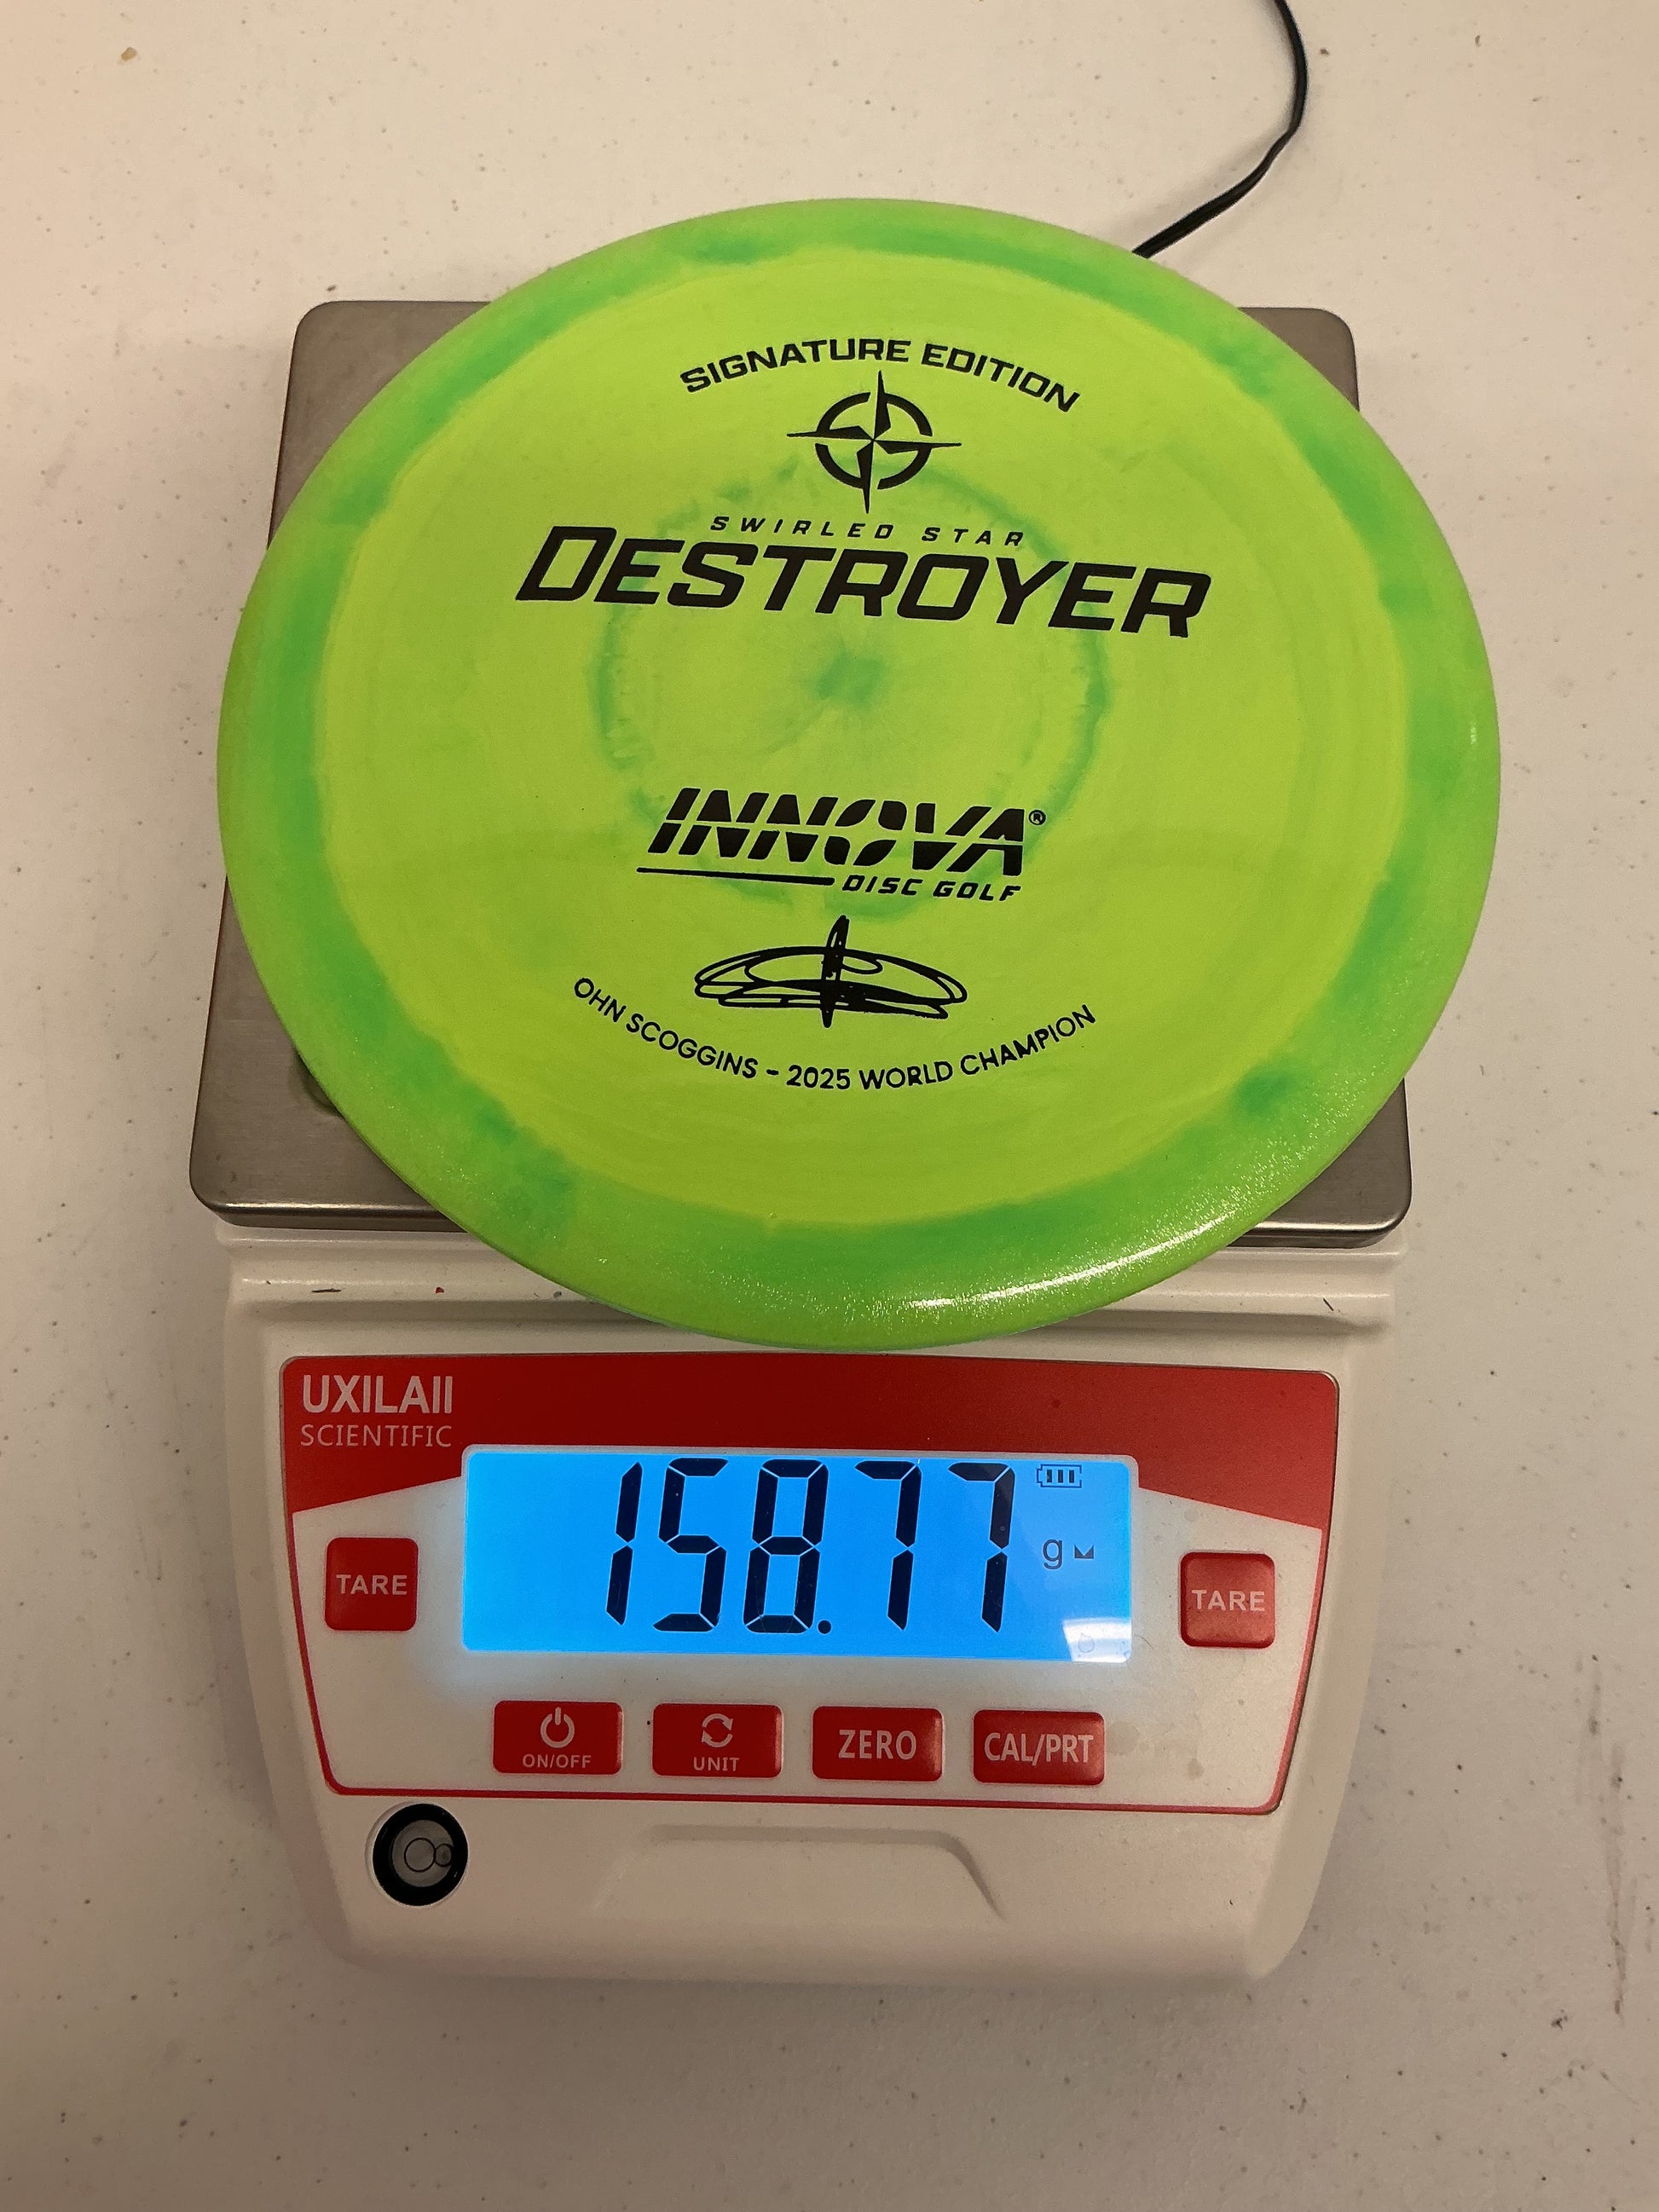 SIGNATURE EDITION
SWIRLED STAR
DESTROYER
INNOVA®
DISC GOLF
OHN SCOGGINS - 2025 WORLD CHAMPION
UXILAII
SCIENTIFIC
158.77
g
TARE
TARE
ON/OFF
UNIT
ZERO
CAL/PRT